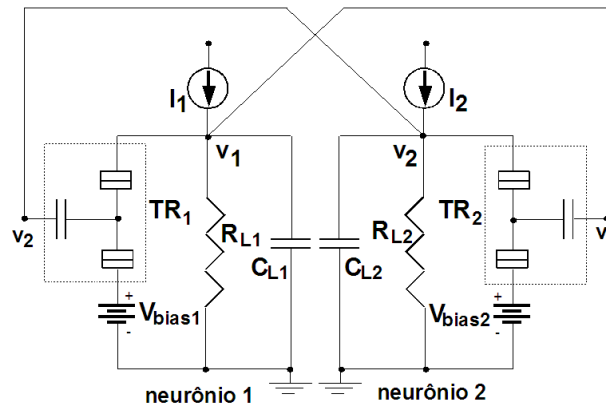 I1 I2
v1 v2
TR1 TR2
RL1 RL2
v2 v
CL1 CL2
+ +
Vbias1 Vbias2
- -
neurônio 1 neurônio 2